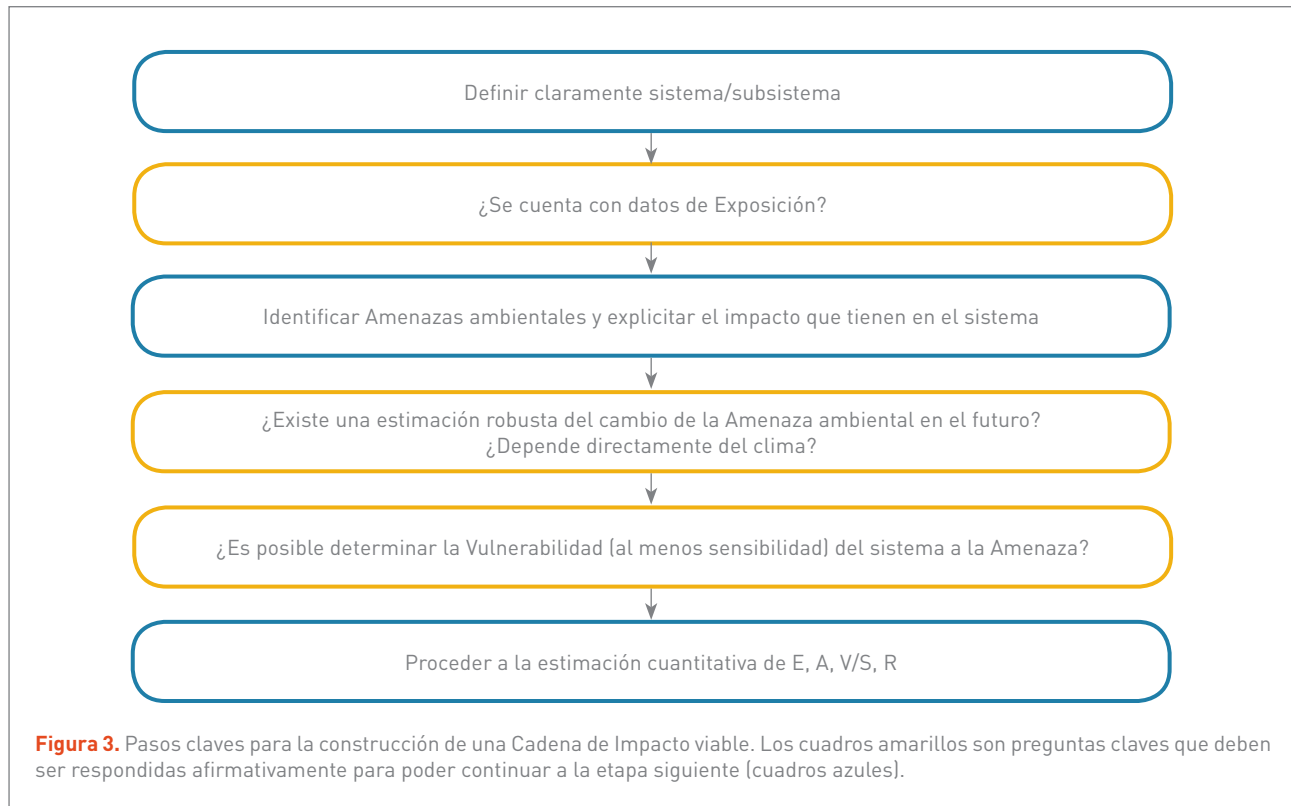 Definir claramente sistema/subsistema
¿Se cuenta con datos de Exposición?
Identificar Amenazas ambientales y explicitar el impacto que tienen en el sistema
¿Existe una estimación robusta del cambio de la Amenaza ambiental en el futuro?
¿Depende directamente del clima?
¿Es posible determinar la Vulnerabilidad (al menos sensibilidad) del sistema a la Amenaza?
Proceder a la estimación cuantitativa de E, A, V/S, R
Figura 3. Pasos claves para la construcción de una Cadena de Impacto viable. Los cuadros amarillos son preguntas claves que deben
ser respondidas afirmativamente para poder continuar a la etapa siguiente (cuadros azules).